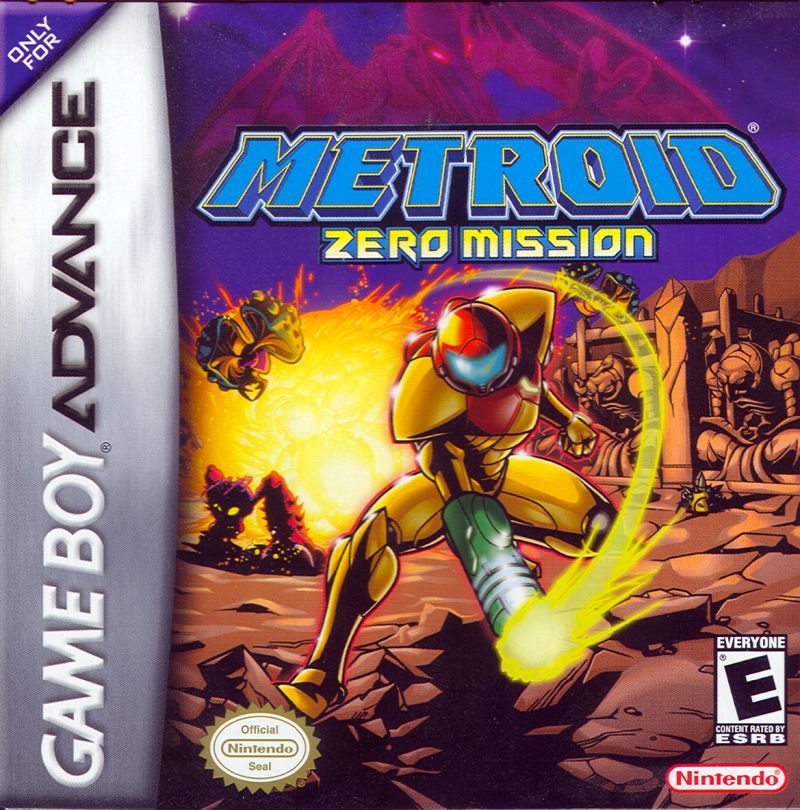 ONLY
FOR
GAME BOY ADVANCE
®
METROID®
ZERO MISSION
Official
Nintendo
Seal
EVERYONE
®
E
CONTENT RATED BY
ESRB
Nintendo®